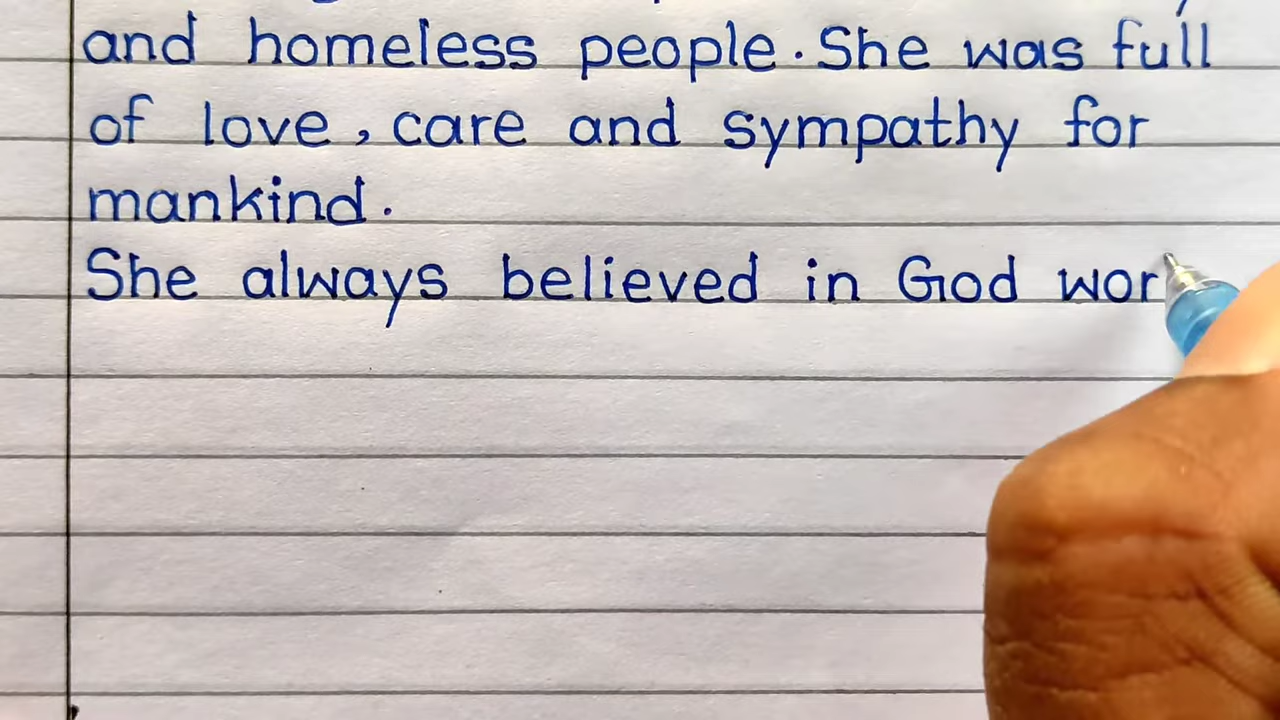 and homeless people. She was full
of love, care and sympathy for
mankind.
She always believed in God wor